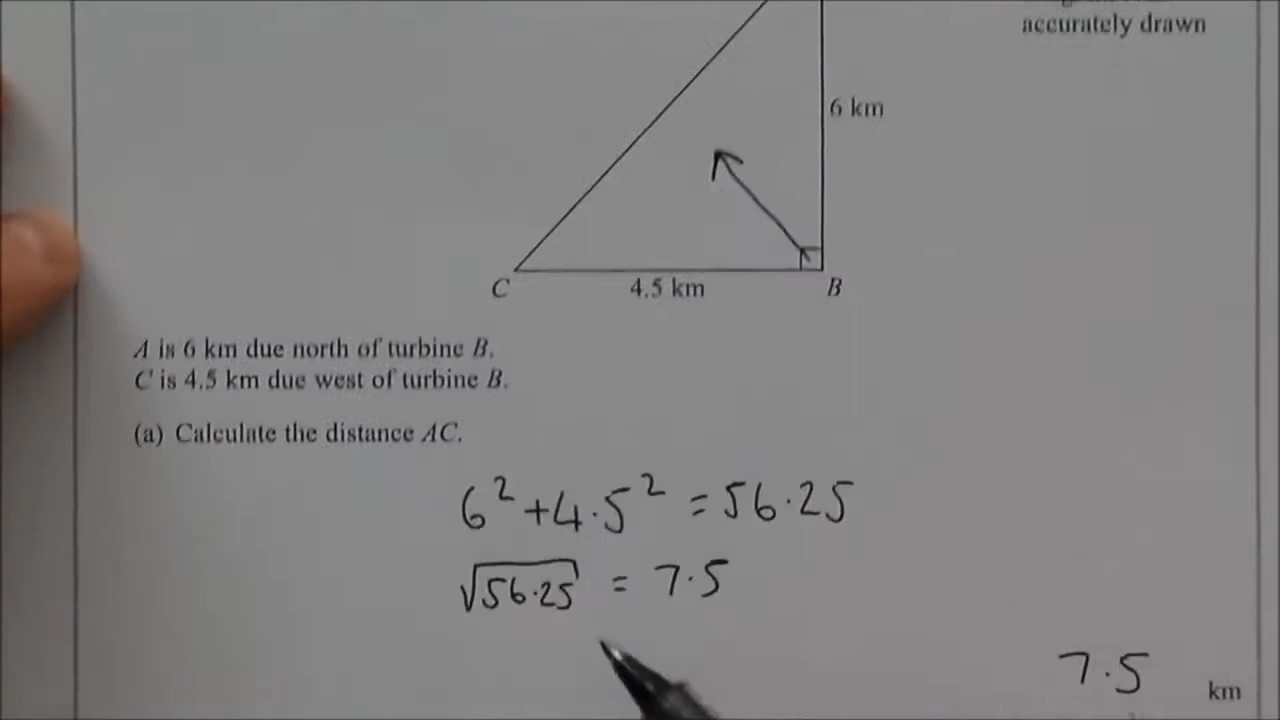 accurately drawn
6 km
C
4.5 km
B
A is 6 km due north of turbine B.
C is 4.5 km due west of turbine B.
(a) Calculate the distance AC.
6² + 4·5² = 56·25
√56·25 = 7·5
7·5 km